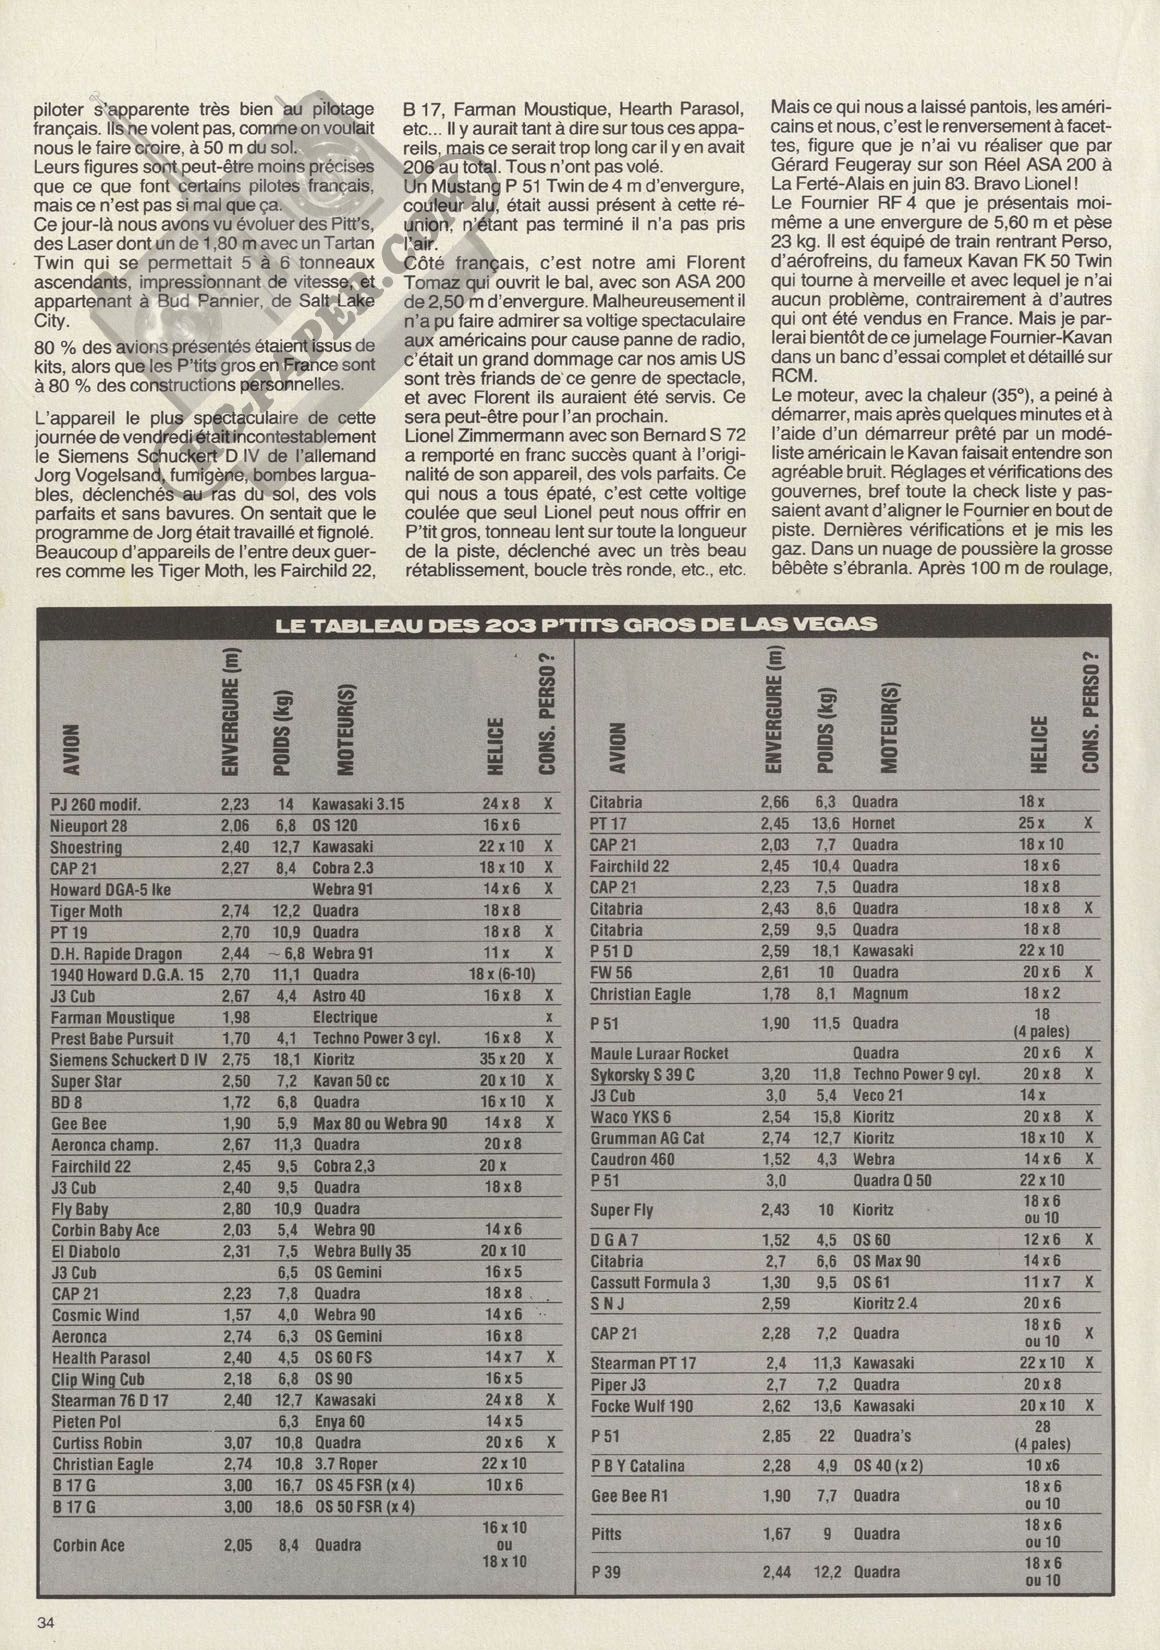 piloter s'apparente très bien au pilotage
français. Ils ne volent pas, comme on voulait
nous le faire croire, à 50 m du sol.
Leurs figures sont peut-être moins précises
que ce que font certains pilotes français,
mais ce n'est pas si mal que ça.
Ce jour-là nous avons vu évoluer des Pitt's,
des Laser dont un de 1,80 m avec un Tartan
Twin qui se permettait 5 à 6 tonneaux
ascendants, impressionnant de vitesse, et
appartenant à Bud Pannier, de Salt Lake
City.
80 % des avions présentés étaient issus de
kits, alors que les P'tits gros en France sont
à 80 % des constructions personnelles.
L'appareil le plus spectaculaire de cette
journée de vendredi était incontestablement
le Siemens Schuckert D IV de l'allemand
Jorg Vogelsand, fumigène, bombes largua-
bles, déclenchés au ras du sol, des vols
parfaits et sans bavures. On sentait que le
programme de Jorg était travaillé et fignolé.
Beaucoup d'appareils de l'entre deux guer-
res comme les Tiger Moth, les Fairchild 22,
B 17, Farman Moustique, Hearth Parasol,
etc... Il y aurait tant à dire sur tous ces appa-
reils, mais ce serait trop long car il y en avait
206 au total. Tous n'ont pas volé.
Un Mustang P 51 Twin de 4 m d'envergure,
couleur alu, était aussi présent à cette ré-
union, n'étant pas terminé il n'a pas pris
l'air.
Côté français, c'est notre ami Florent
Tomaz qui ouvrit le bal, avec son ASA 200
de 2,50 m d'envergure. Malheureusement il
n'a pu faire admirer sa voltige spectaculaire
aux américains pour cause panne de radio,
c'était un grand dommage car nos amis US
sont très friands de ce genre de spectacle,
et avec Florent ils auraient été servis. Ce
sera peut-être pour l'an prochain.
Lionel Zimmermann avec son Bernard S 72
a remporté en franc succès quant à l'origi-
nalité de son appareil, des vols parfaits. Ce
qui nous a tous épaté, c'est cette voltige
coulée que seul Lionel peut nous offrir en
P'tit gros, tonneau lent sur toute la longueur
de la piste, déclenché avec un très beau
rétablissement, boucle très ronde, etc., etc.
Mais ce qui nous a laissé pantois, les améri-
cains et nous, c'est le renversement à facet-
tes, figure que je n'ai vu réaliser que par
Gérard Feugeray sur son Réel ASA 200 à
La Ferté-Alais en juin 83. Bravo Lionel !
Le Fournier RF 4 que je présentais moi-
même a une envergure de 5,60 m et pèse
23 kg. Il est équipé de train rentrant Perso,
d'aérofreins, du fameux Kavan FK 50 Twin
qui tourne à merveille et avec lequel je n'ai
aucun problème, contrairement à d'autres
qui ont été vendus en France. Mais je par-
lerai bientôt de ce jumelage Fournier-Kavan
dans un banc d'essai complet et détaillé sur
RCM.
Le moteur, avec la chaleur (35°), a peiné à
démarrer, mais après quelques minutes et à
l'aide d'un démarreur prêté par un modé-
liste américain le Kavan faisait entendre son
agréable bruit. Réglages et vérifications des
gouvernes, bref toute la check liste y pas-
saient avant d'aligner le Fournier en bout de
piste. Dernières vérifications et je mis les
gaz. Dans un nuage de poussière la grosse
bêbête s'ébranla. Après 100 m de roulage,
RC-PAPER.COM
LE TABLEAU DES 203 P'TITS GROS DE LAS VEGAS
AVION ENVERGURE (m) POIDS (kg) MOTEUR(S) HELICE CONS. PERSO ?
PJ 260 modif. 2,23 14 Kawasaki 3.15 24 x 8 X
Nieuport 28 2,06 6,8 OS 120 16 x 6
Shoestring 2,40 12,7 Kawasaki 22 x 10 X
CAP 21 2,27 8,4 Cobra 2.3 18 x 10 X
Howard DGA-5 Ike Webra 91 14 x 6 X
Tiger Moth 2,74 12,2 Quadra 18 x 8
PT 19 2,70 10,9 Quadra 18 x 8 X
D.H. Rapide Dragon 2,44 ~ 6,8 Webra 91 11 x X
1940 Howard D.G.A. 15 2,70 11,1 Quadra 18 x (6-10)
J3 Cub 2,67 4,4 Astro 40 16 x 8 X
Farman Moustique 1,98 Electrique x
Prest Babe Pursuit 1,70 4,1 Techno Power 3 cyl. 16 x 8 X
Siemens Schuckert D IV 2,75 18,1 Kioritz 35 x 20 X
Super Star 2,50 7,2 Kavan 50 cc 20 x 10 X
BD 8 1,72 6,8 Quadra 16 x 10 X
Gee Bee 1,90 5,9 Max 80 ou Webra 90 14 x 8 X
Aeronca champ. 2,67 11,3 Quadra 20 x 8
Fairchild 22 2,45 9,5 Cobra 2,3 20 x
J3 Cub 2,40 9,5 Quadra 18 x 8
Fly Baby 2,80 10,9 Quadra
Corbin Baby Ace 2,03 5,4 Webra 90 14 x 6
El Diabolo 2,31 7,5 Webra Bully 35 20 x 10
J3 Cub 6,5 OS Gemini 16 x 5
CAP 21 2,23 7,8 Quadra 18 x 8
Cosmic Wind 1,57 4,0 Webra 90 14 x 6
Aeronca 2,74 6,3 OS Gemini 16 x 8
Health Parasol 2,40 4,5 OS 60 FS 14 x 7 X
Clip Wing Cub 2,18 6,8 OS 90 16 x 5
Stearman 76 D 17 2,40 12,7 Kawasaki 24 x 8 X
Pieten Pol 6,3 Enya 60 14 x 5
Curtiss Robin 3,07 10,8 Quadra 20 x 6 X
Christian Eagle 2,74 10,8 3.7 Roper 22 x 10
B 17 G 3,00 16,7 OS 45 FSR (x 4) 10 x 6
B 17 G 3,00 18,6 OS 50 FSR (x 4)
Corbin Ace 2,05 8,4 Quadra 16 x 10
ou
18 x 10
AVION ENVERGURE (m) POIDS (kg) MOTEUR(S) HELICE CONS. PERSO ?
Citabria 2,66 6,3 Quadra 18 x
PT 17 2,45 13,6 Hornet 25 x X
CAP 21 2,03 7,7 Quadra 18 x 10
Fairchild 22 2,45 10,4 Quadra 18 x 6
CAP 21 2,23 7,5 Quadra 18 x 8
Citabria 2,43 8,6 Quadra 18 x 8 X
Citabria 2,59 9,5 Quadra 18 x 8
P 51 D 2,59 18,1 Kawasaki 22 x 10
FW 56 2,61 10 Quadra 20 x 6 X
Christian Eagle 1,78 8,1 Magnum 18 x 2
P 51 1,90 11,5 Quadra 18
(4 pales)
Maule Luraar Rocket Quadra 20 x 6 X
Sykorsky S 39 C 3,20 11,8 Techno Power 9 cyl. 20 x 8 X
J3 Cub 3,0 5,4 Veco 21 14 x
Waco YKS 6 2,54 15,8 Kioritz 20 x 8 X
Grumman AG Cat 2,74 12,7 Kioritz 18 x 10 X
Caudron 460 1,52 4,3 Webra 14 x 6 X
P 51 3,0 Quadra Q 50 22 x 10
Super Fly 2,43 10 Kioritz 18 x 6
ou 10
D G A 7 1,52 4,5 OS 60 12 x 6 X
Citabria 2,7 6,6 OS Max 90 14 x 6
Cassutt Formula 3 1,30 9,5 OS 61 11 x 7 X
S N J 2,59 Kioritz 2.4 20 x 6
CAP 21 2,28 7,2 Quadra 18 x 6
ou 10 X
Stearman PT 17 2,4 11,3 Kawasaki 22 x 10 X
Piper J3 2,7 7,2 Quadra 20 x 8
Focke Wulf 190 2,62 13,6 Kawasaki 20 x 10 X
P 51 2,85 22 Quadra's 28
(4 pales)
P B Y Catalina 2,28 4,9 OS 40 (x 2) 10 x6
Gee Bee R1 1,90 7,7 Quadra 18 x 6
ou 10
Pitts 1,67 9 Quadra 18 x 6
ou 10
P 39 2,44 12,2 Quadra 18 x 6
ou 10
34